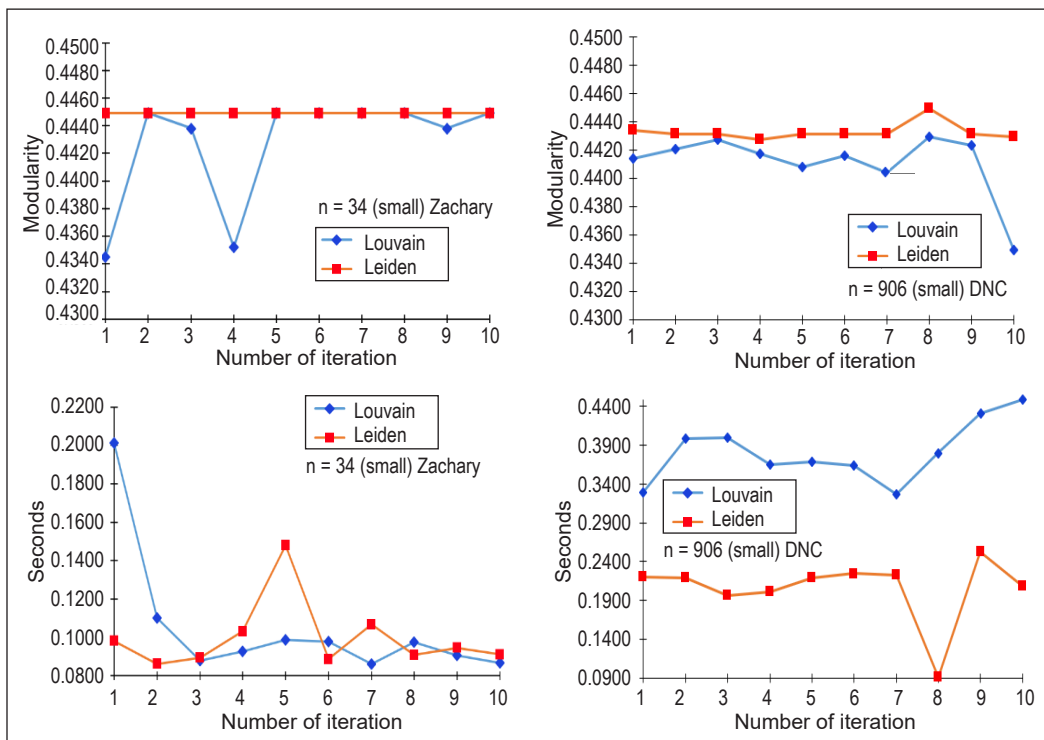 0.4500
0.4480
0.4460
0.4440
0.4420
0.4400
0.4380
0.4360
0.4340
0.4320
0.4300
Modularity
n = 34 (small) Zachary
Louvain
Leiden
1 2 3 4 5 6 7 8 9 10
Number of iteration
0.4500
0.4480
0.4460
0.4440
0.4420
0.4400
0.4380
0.4360
0.4340
0.4320
0.4300
Modularity
Louvain
Leiden
n = 906 (small) DNC
1 2 3 4 5 6 7 8 9 10
Number of iteration
0.2200
0.2000
0.1800
0.1600
0.1400
0.1200
0.1000
0.0800
Seconds
Louvain
Leiden
n = 34 (small) Zachary
1 2 3 4 5 6 7 8 9 10
Number of iteration
0.4400
0.3900
0.3400
0.2900
0.2400
0.1900
0.1400
0.0900
Seconds
Louvain
Leiden
n = 906 (small) DNC
1 2 3 4 5 6 7 8 9 10
Number of iteration